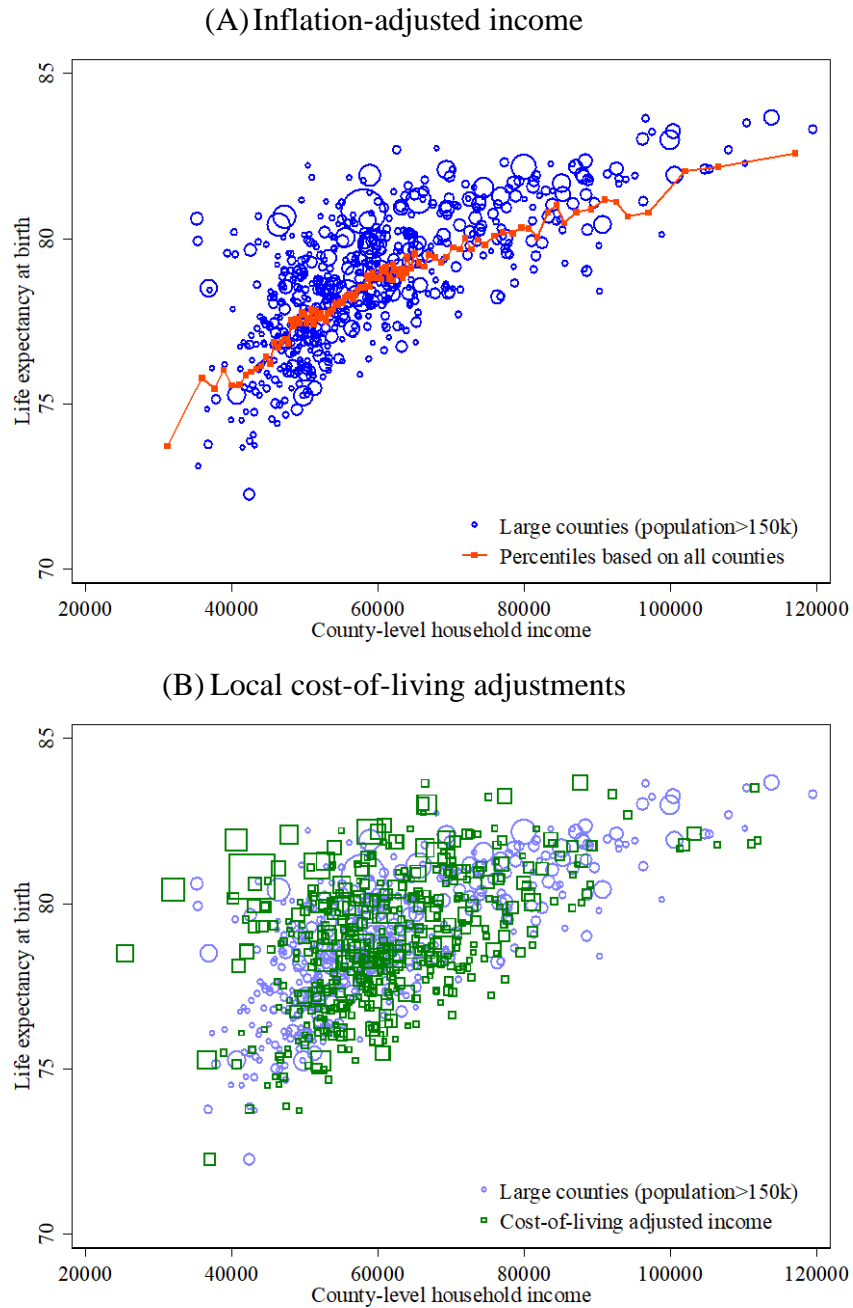 (A) Inflation-adjusted income
85
80
75
70
Life expectancy at birth
Large counties (population>150k)
Percentiles based on all counties
20000 40000 60000 80000 100000 120000
County-level household income
(B) Local cost-of-living adjustments
85
80
75
70
Life expectancy at birth
Large counties (population>150k)
Cost-of-living adjusted income
20000 40000 60000 80000 100000 120000
County-level household income